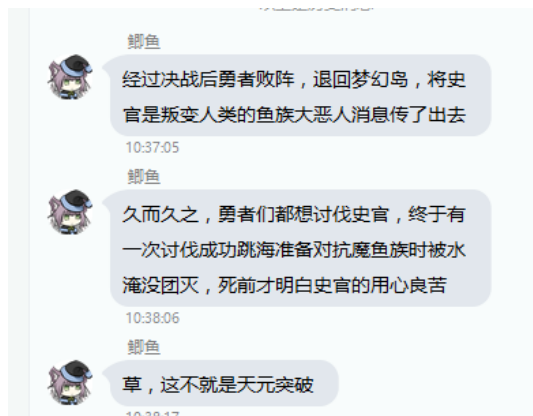 鲫鱼
经过决战后勇者败阵，退回梦幻岛，将史
官是叛变人类的鱼族大恶人消息传了出去
10:37:05
鲫鱼
久而久之，勇者们都想讨伐史官，终于有
一次讨伐成功跳海准备对抗魔鱼族时被水
淹没团灭，死前才明白史官的用心良苦
10:38:06
鲫鱼
草，这不就是天元突破
10:38:17